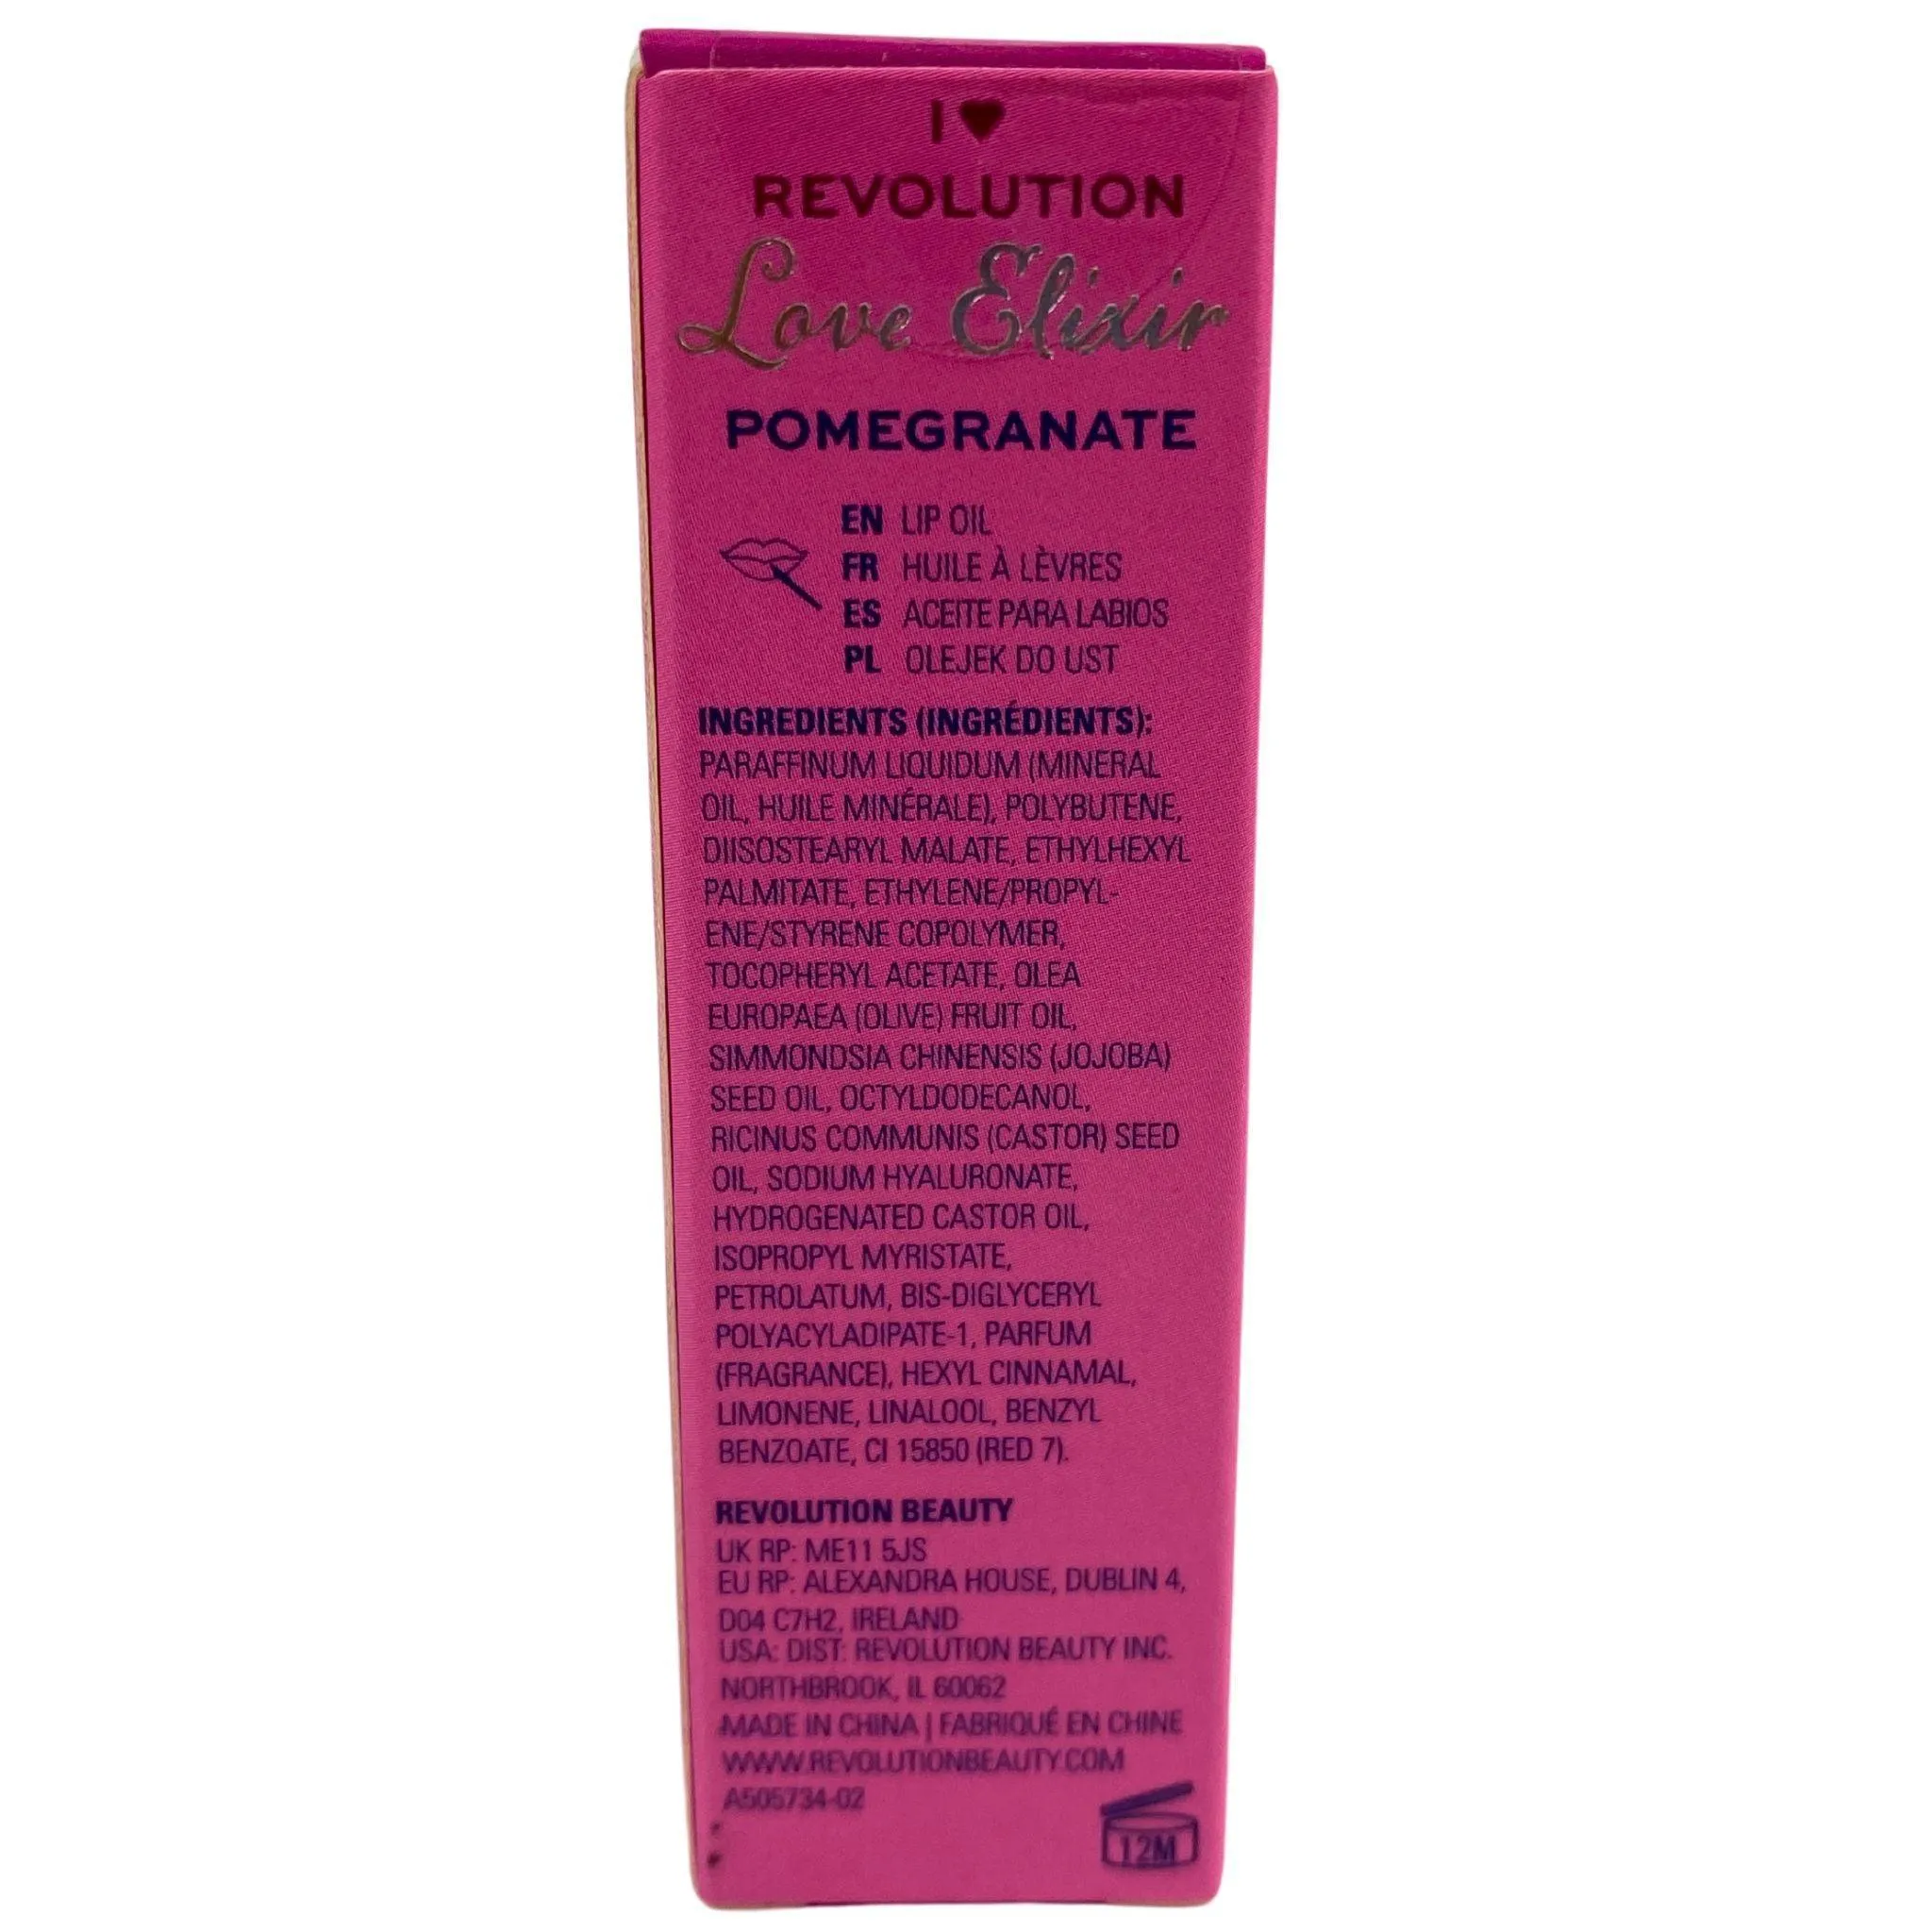 I ♥
REVOLUTION
Love Elixir
POMEGRANATE
EN LIP OIL
FR HUILE À LÈVRES
ES ACEITE PARA LABIOS
PL OLEJEK DO UST
INGREDIENTS (INGRÉDIENTS):
PARAFFINUM LIQUIDUM (MINERAL
OIL, HUILE MINÉRALE), POLYBUTENE,
DIISOSTEARYL MALATE, ETHYLHEXYL
PALMITATE, ETHYLENE/PROPYL-
ENE/STYRENE COPOLYMER,
TOCOPHERYL ACETATE, OLEA
EUROPAEA (OLIVE) FRUIT OIL,
SIMMONDSIA CHINENSIS (JOJOBA)
SEED OIL, OCTYLDODECANOL,
RICINUS COMMUNIS (CASTOR) SEED
OIL, SODIUM HYALURONATE,
HYDROGENATED CASTOR OIL,
ISOPROPYL MYRISTATE,
PETROLATUM, BIS-DIGLYCERYL
POLYACYLADIPATE-1, PARFUM
(FRAGRANCE), HEXYL CINNAMAL,
LIMONENE, LINALOOL, BENZYL
BENZOATE, CI 15850 (RED 7).
REVOLUTION BEAUTY
UK RP: ME11 5JS
EU RP: ALEXANDRA HOUSE, DUBLIN 4,
D04 C7H2, IRELAND
USA: DIST: REVOLUTION BEAUTY INC.
NORTHBROOK, IL 60062
MADE IN CHINA | FABRIQUÉ EN CHINE
WWW.REVOLUTIONBEAUTY.COM
A505734-02
12M